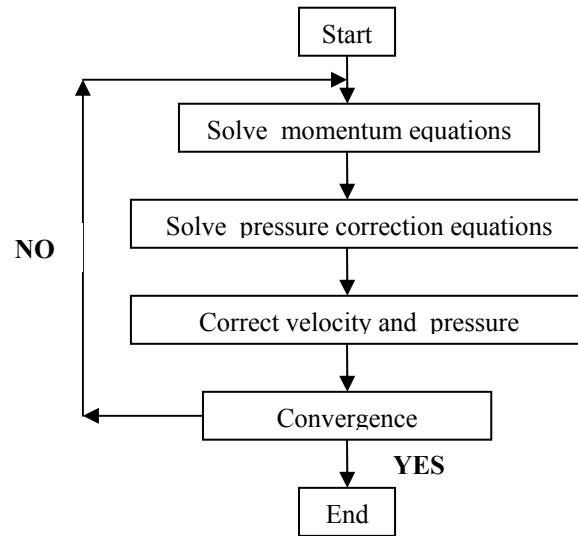 Start
Solve momentum equations
Solve pressure correction equations
NO
Correct velocity and pressure
Convergence
YES
End